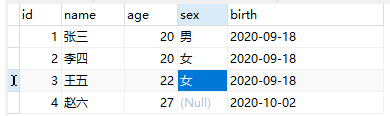 id name age sex birth
1 张三 20 男 2020-09-18
2 李四 20 女 2020-09-18
3 王五 22 女 2020-09-18
4 赵六 27 (Null) 2020-10-02